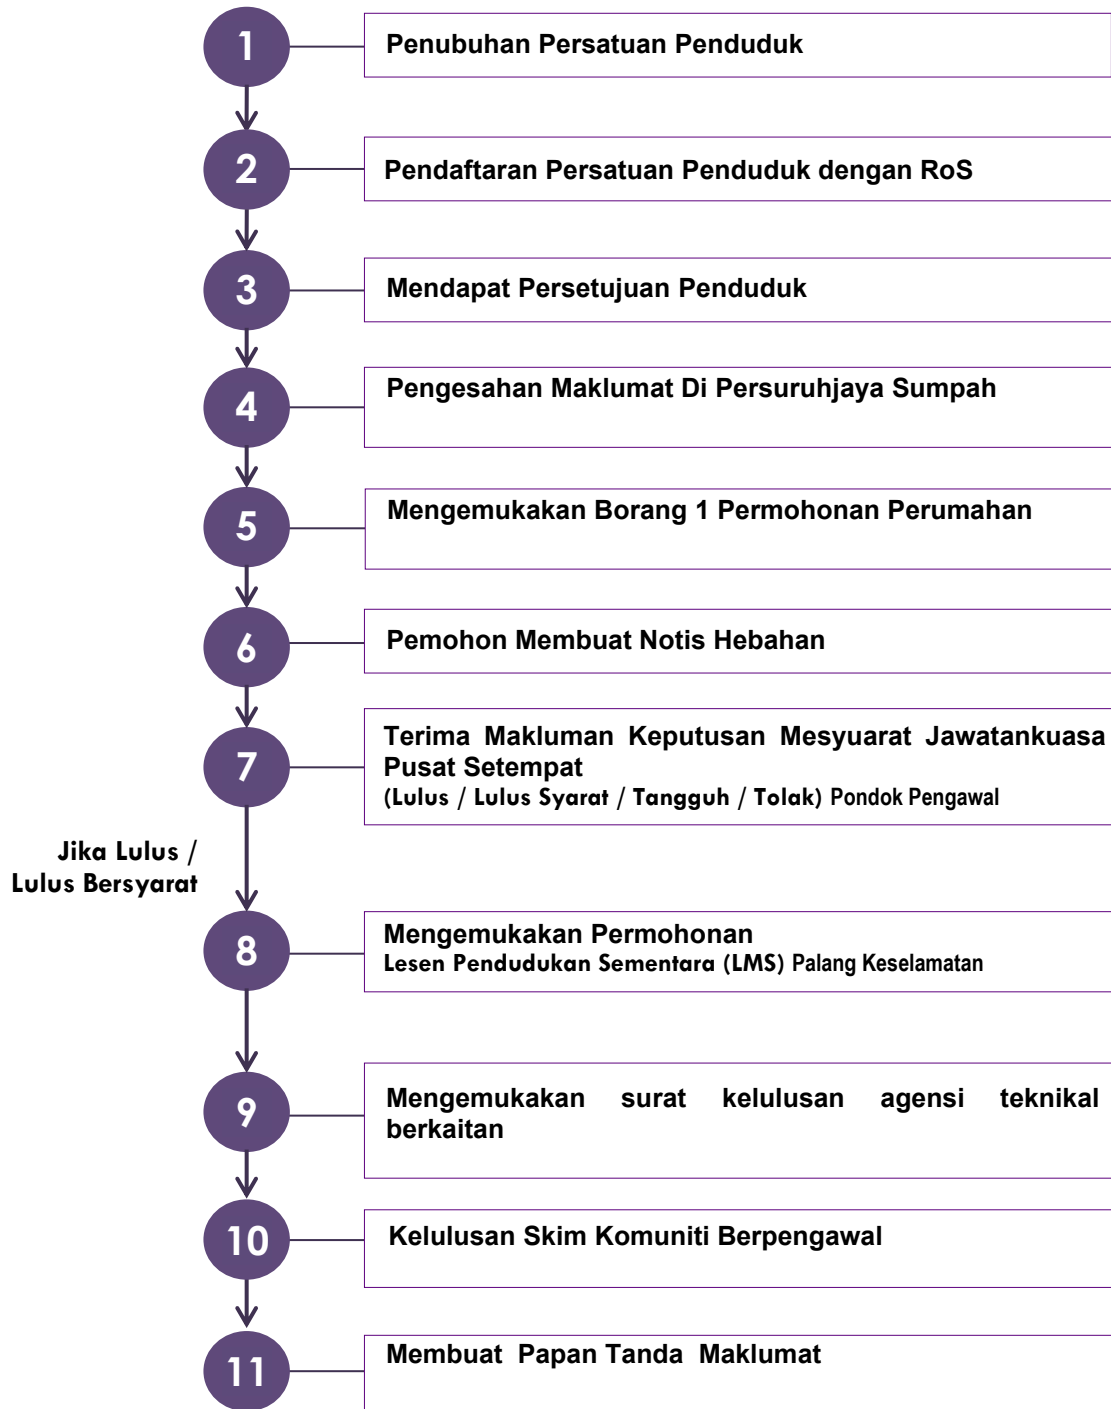 1
Penubuhan Persatuan Penduduk
2
Pendaftaran Persatuan Penduduk dengan RoS
3
Mendapat Persetujuan Penduduk
4
Pengesahan Maklumat Di Persuruhjaya Sumpah
5
Mengemukakan Borang 1 Permohonan Perumahan
6
Pemohon Membuat Notis Hebahan
7
Terima Makluman Keputusan Mesyuarat Jawatankuasa
Pusat Setempat
(Lulus / Lulus Syarat / Tangguh / Tolak) Pondok Pengawal
Jika Lulus /
Lulus Bersyarat
8
Mengemukakan Permohonan
Lesen Pendudukan Sementara (LMS) Palang Keselamatan
9
Mengemukakan surat kelulusan agensi teknikal
berkaitan
10
Kelulusan Skim Komuniti Berpengawal
11
Membuat Papan Tanda Maklumat